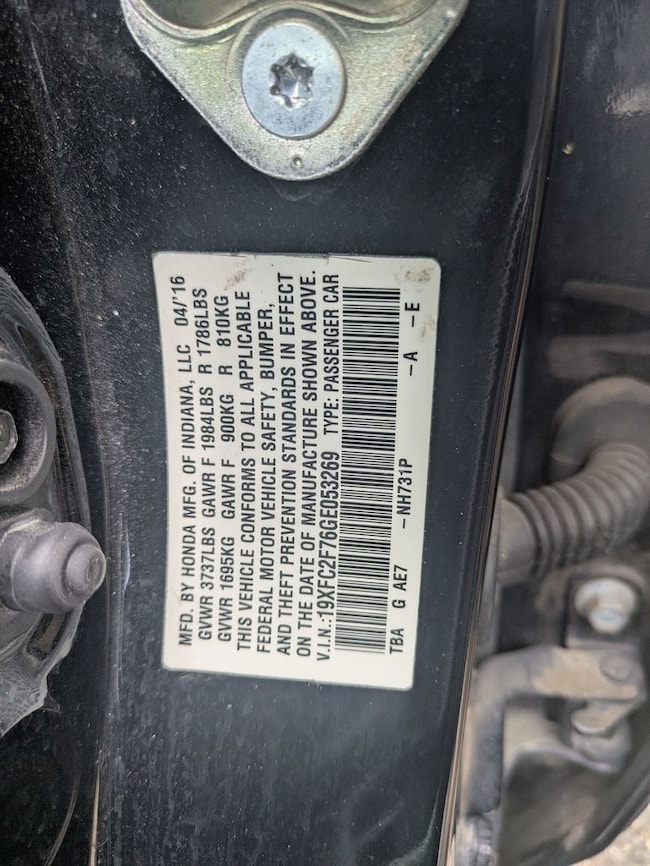 MFD. BY HONDA MFG. OF INDIANA, LLC 04/'16
GVWR 3737LBS GAWR F 1984LBS R 1786LBS
GVWR 1695KG GAWR F 900KG R 810KG
THIS VEHICLE CONFORMS TO ALL APPLICABLE
FEDERAL MOTOR VEHICLE SAFETY, BUMPER,
AND THEFT PREVENTION STANDARDS IN EFFECT
ON THE DATE OF MANUFACTURE SHOWN ABOVE.
V.I.N.:19XFC2F76GE053269 TYPE: PASSENGER CAR
TBA G AE7 -NH731P -A -E